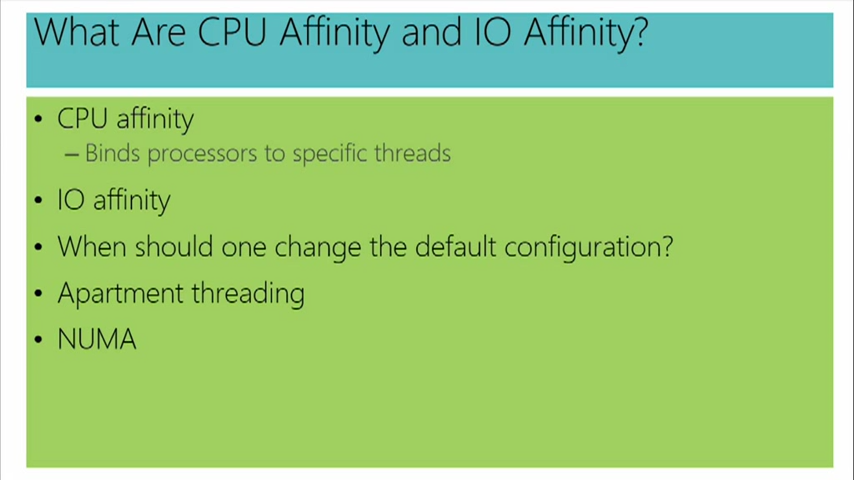 What Are CPU Affinity and IO Affinity?
• CPU affinity
– Binds processors to specific threads
• IO affinity
• When should one change the default configuration?
• Apartment threading
• NUMA